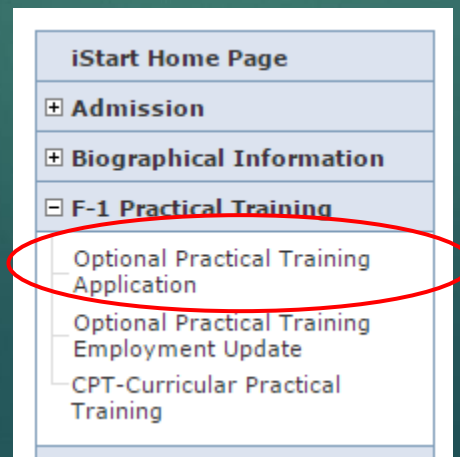 iStart Home Page
Admission
Biographical Information
F-1 Practical Training
Optional Practical Training
Application
Optional Practical Training
Employment Update
CPT-Curricular Practical
Training